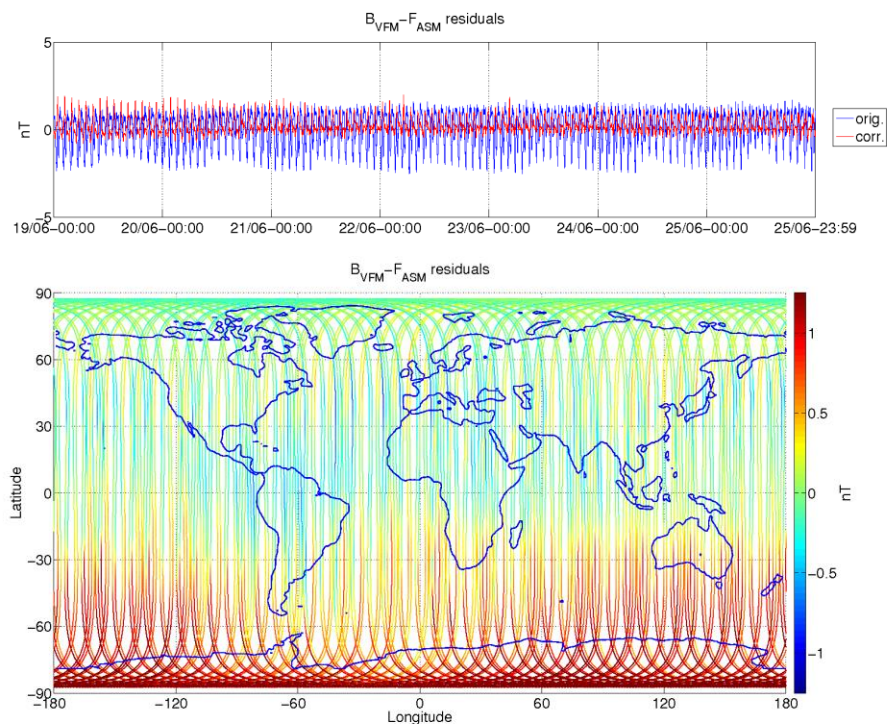 B_VFM−F_ASM residuals
5
0
−5
nT
19/06−00:00 20/06−00:00 21/06−00:00 22/06−00:00 23/06−00:00 24/06−00:00 25/06−00:00 25/06−23:59
orig.
corr.
B_VFM−F_ASM residuals
90
60
30
0
−30
−60
−90
Latitude
−180 −120 −60 0 60 120 180
Longitude
1
0.5
0
−0.5
−1
nT